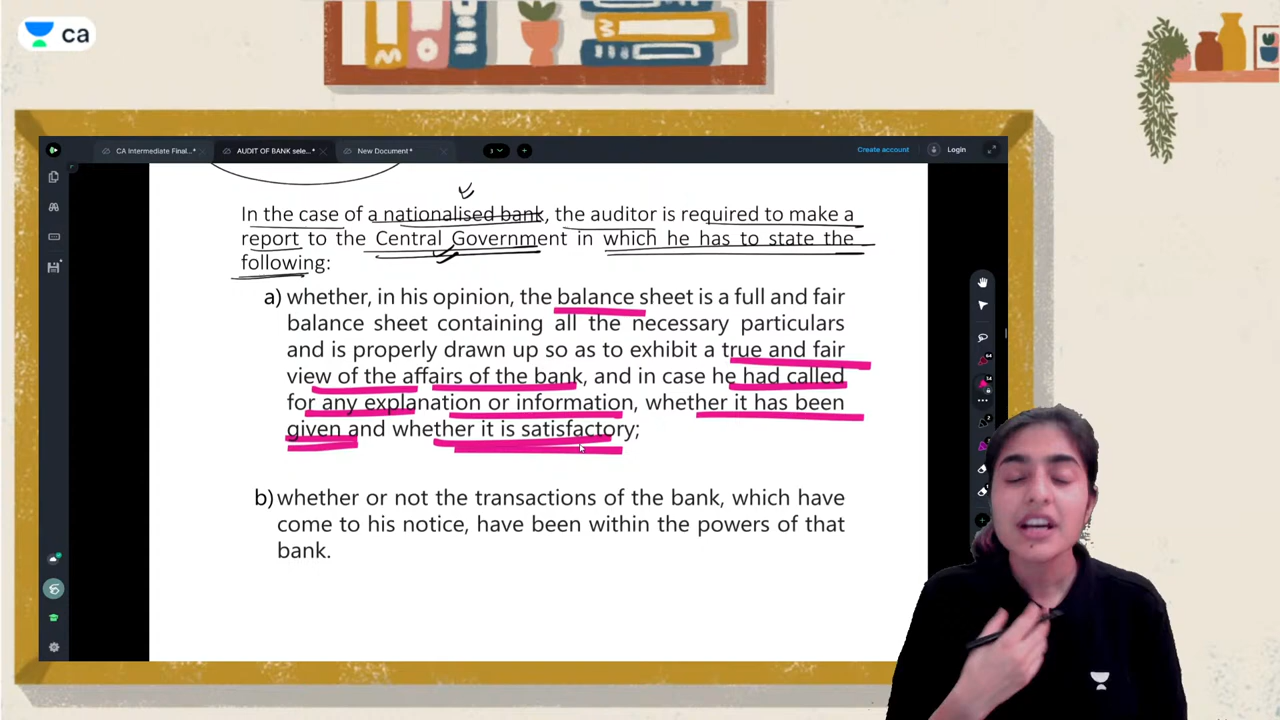 ca
CA Intermediate Final...*
AUDIT OF BANK sele...*
New Document*
Create account
Login
In the case of a nationalised bank, the auditor is required to make a
report to the Central Government in which he has to state the
following:
a) whether, in his opinion, the balance sheet is a full and fair
balance sheet containing all the necessary particulars
and is properly drawn up so as to exhibit a true and fair
view of the affairs of the bank, and in case he had called
for any explanation or information, whether it has been
given and whether it is satisfactory;
b) whether or not the transactions of the bank, which have
come to his notice, have been within the powers of that
bank.